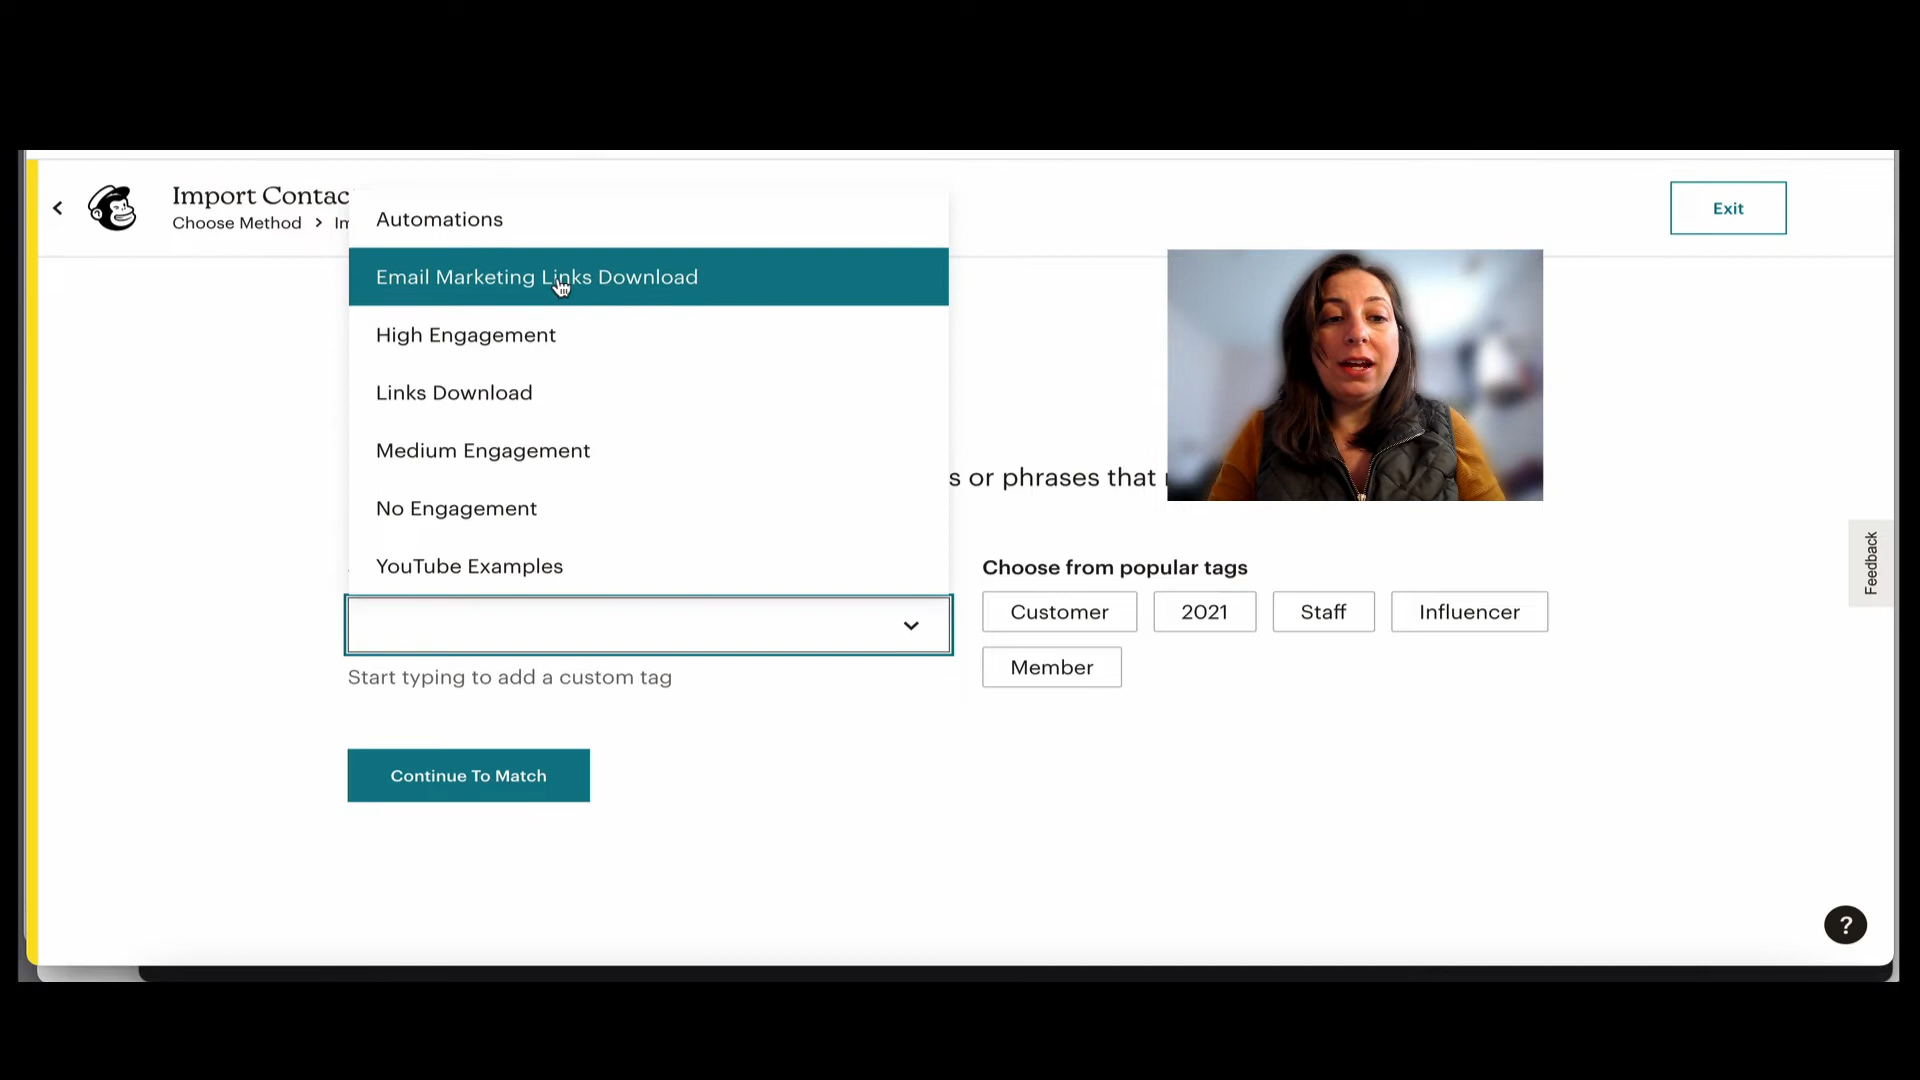 Import Contac
Choose Method > Im
Exit
Automations
Email Marketing Links Download
High Engagement
Links Download
Medium Engagement
No Engagement
YouTube Examples
s or phrases that
Choose from popular tags
Customer
2021
Staff
Influencer
Member
Start typing to add a custom tag
Continue To Match
Feedback
?